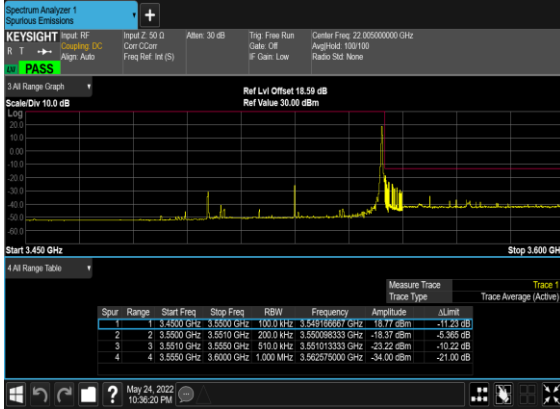 Spectrum Analyzer 1
Spurious Emissions
+
KEYSIGHT Input: RF Input Z: 50 Ω Atten: 30 dB Trig: Free Run Center Freq: 22.005000000 GHz
R T Coupling: DC Corr CCorr Gate: Off Avg|Hold: 100/100
Align: Auto Freq Ref: Int (S) IF Gain: Low Radio Std: None
PASS
3 All Range Graph
Ref Lvl Offset 18.59 dB
Scale/Div 10.0 dB Ref Value 30.00 dBm
Log
20.0
10.0
0.00
-10.0
-20.0
-30.0
-40.0
-50.0
-60.0
Start 3.450 GHz Stop 3.600 GH
4 All Range Table
Measure Trace Trace 1
Trace Type Trace Average (Active)
Spur Range Start Freq Stop Freq RBW Frequency Amplitude ΔLimit
1 1 3.4500 GHz 3.5500 GHz 100.0 kHz 3.549166667 GHz 18.77 dBm -11.23 dB
2 2 3.5500 GHz 3.5510 GHz 200.0 kHz 3.550098333 GHz -18.37 dBm -5.365 dB
3 3 3.5510 GHz 3.5550 GHz 510.0 kHz 3.551013333 GHz -23.22 dBm -10.22 dB
4 4 3.5550 GHz 3.6000 GHz 1.000 MHz 3.562575000 GHz -34.00 dBm -21.00 dB
?
May 24, 2022
10:36:20 PM